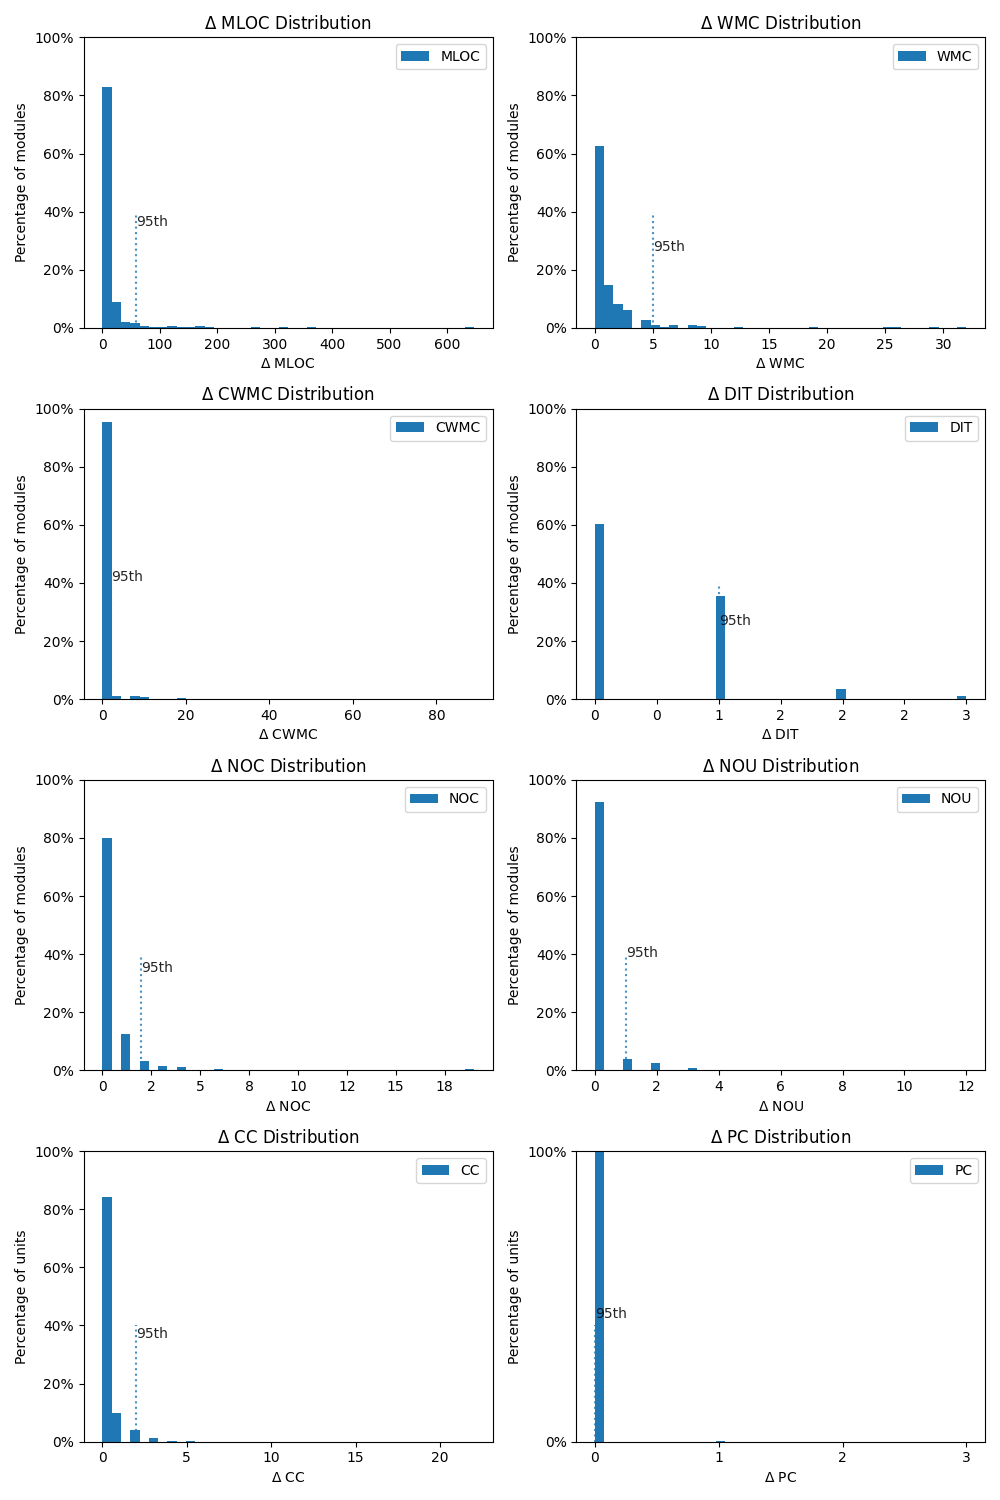 Δ MLOC Distribution
100%
80%
60%
40%
20%
0%
Percentage of modules
MLOC
95th
0 100 200 300 400 500 600
Δ MLOC
Δ WMC Distribution
100%
80%
60%
40%
20%
0%
Percentage of modules
WMC
95th
0 5 10 15 20 25 30
Δ WMC
Δ CWMC Distribution
100%
80%
60%
40%
20%
0%
Percentage of modules
CWMC
95th
0 20 40 60 80
Δ CWMC
Δ DIT Distribution
100%
80%
60%
40%
20%
0%
Percentage of modules
DIT
95th
0 0 1 2 2 2 3
Δ DIT
Δ NOC Distribution
100%
80%
60%
40%
20%
0%
Percentage of modules
NOC
95th
0 2 5 8 10 12 15 18
Δ NOC
Δ NOU Distribution
100%
80%
60%
40%
20%
0%
Percentage of modules
NOU
95th
0 2 4 6 8 10 12
Δ NOU
Δ CC Distribution
100%
80%
60%
40%
20%
0%
Percentage of units
CC
95th
0 5 10 15 20
Δ CC
Δ PC Distribution
100%
80%
60%
40%
20%
0%
Percentage of units
PC
95th
0 1 2 3
Δ PC